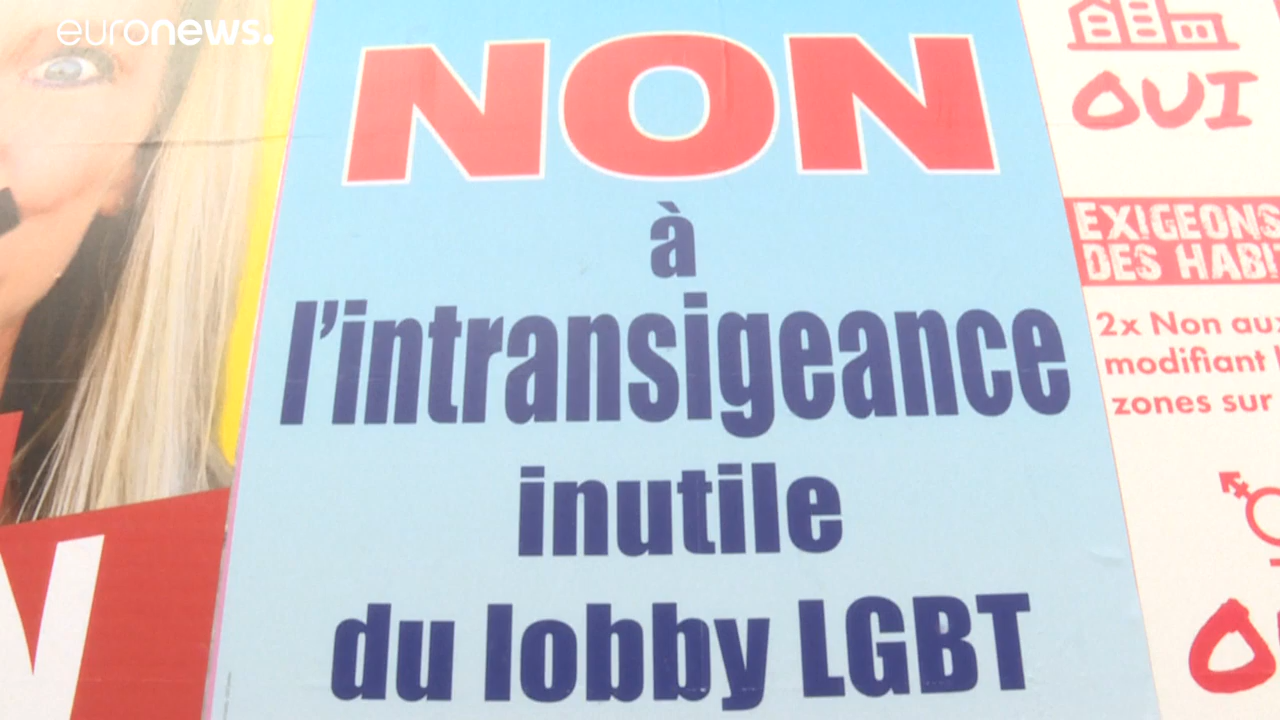 euronews.
NON
à
l'intransigeance
inutile
du lobby LGBT
OUI
EXIGEONS
DES HABI
2x Non aux
modifiant
zones sur